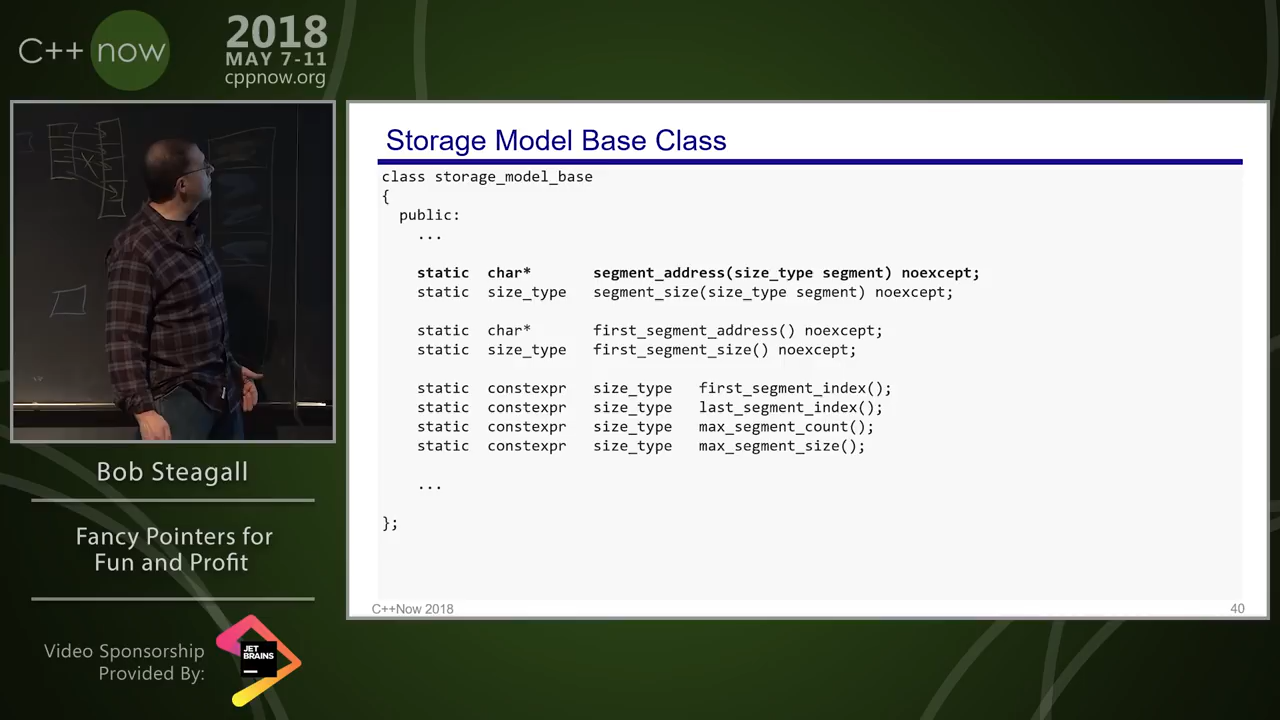 C++ now
2018
MAY 7-11
cppnow.org
Storage Model Base Class
class storage_model_base
{
public:
...
static char* segment_address(size_type segment) noexcept;
static size_type segment_size(size_type segment) noexcept;
static char* first_segment_address() noexcept;
static size_type first_segment_size() noexcept;
static constexpr size_type first_segment_index();
static constexpr size_type last_segment_index();
static constexpr size_type max_segment_count();
static constexpr size_type max_segment_size();
...
};
C++Now 2018
40
Bob Steagall
Fancy Pointers for
Fun and Profit
Video Sponsorship
Provided By:
JET
BRAINS